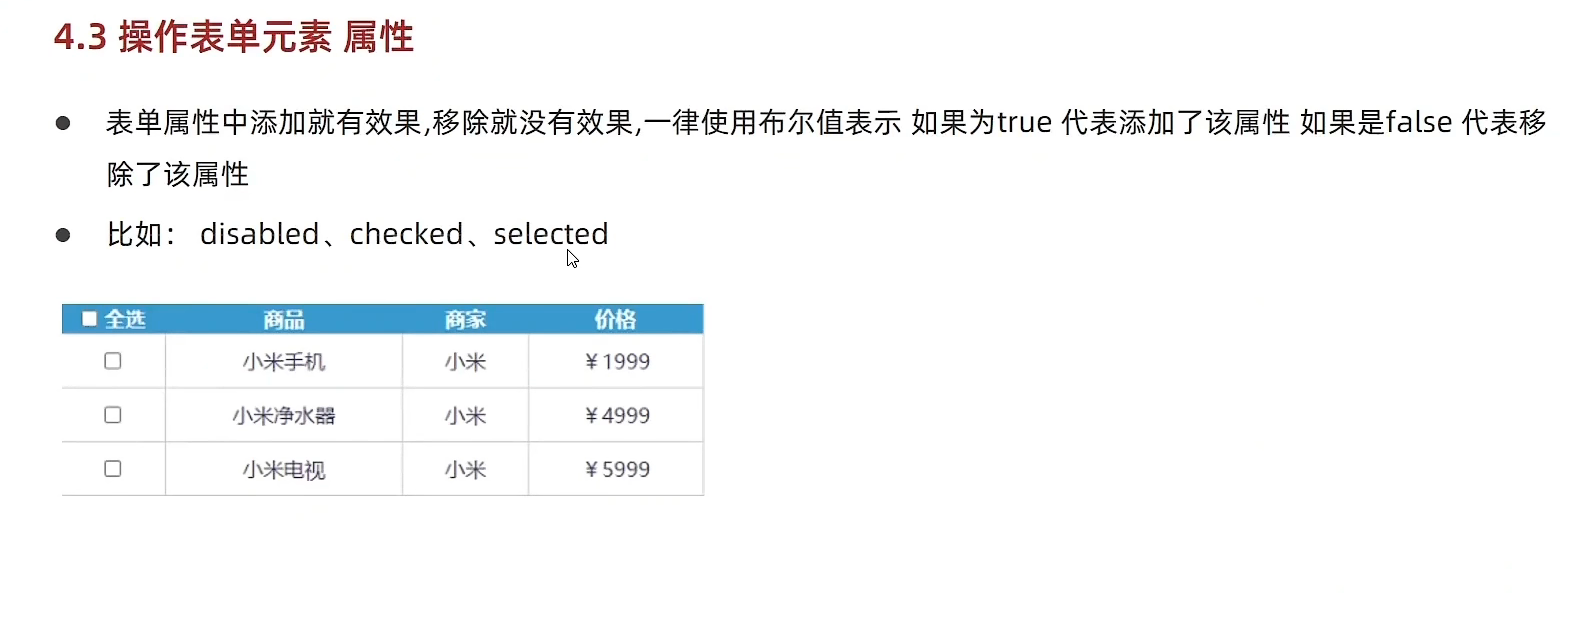 4.3 操作表单元素 属性
表单属性中添加就有效果,移除就没有效果,一律使用布尔值表示 如果为true 代表添加了该属性 如果是false 代表移
除了该属性
比如： disabled、checked、selected
全选 商品 商家 价格
小米手机 小米 ￥1999
小米净水器 小米 ￥4999
小米电视 小米 ￥5999